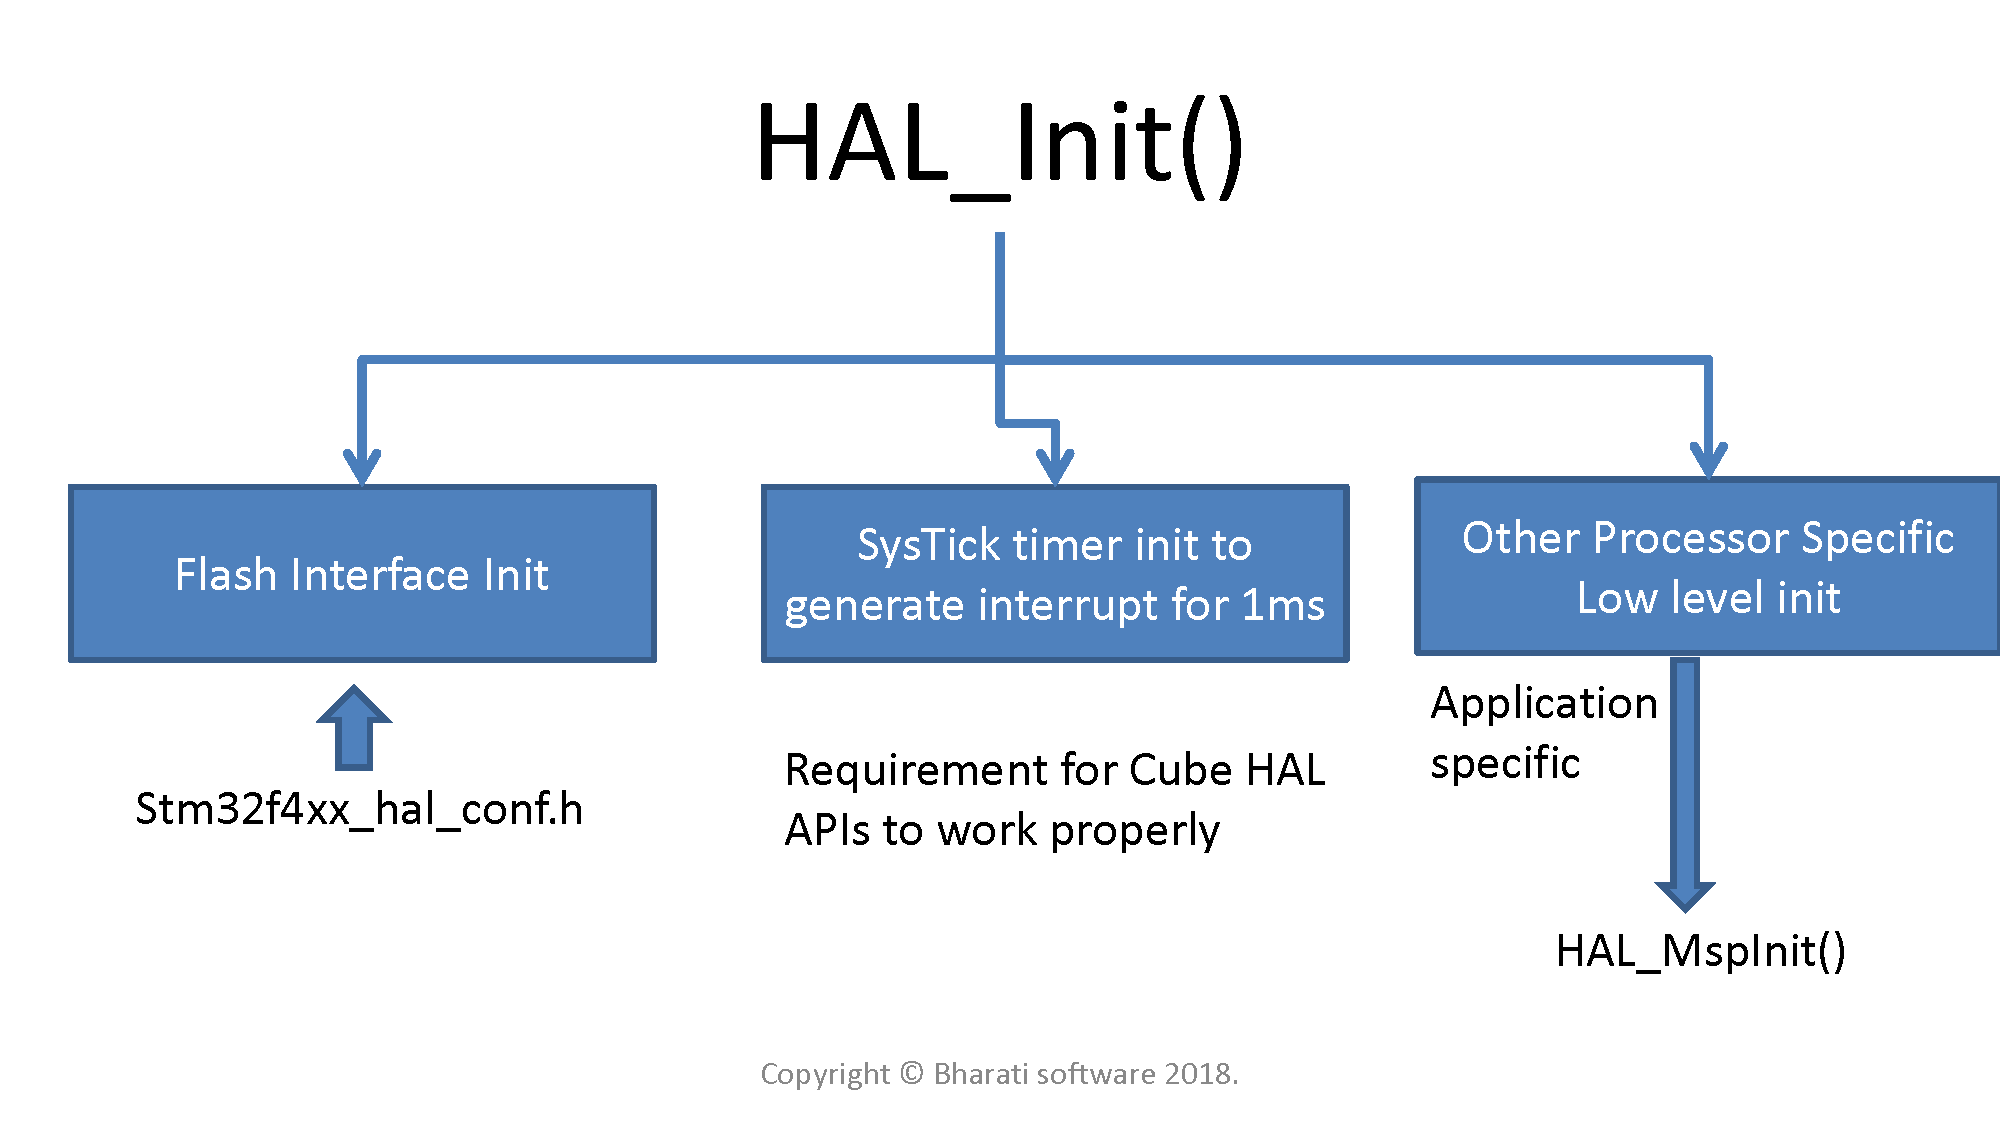 HAL_Init()
Flash Interface Init
SysTick timer init to
generate interrupt for 1ms
Other Processor Specific
Low level init
Stm32f4xx_hal_conf.h
Requirement for Cube HAL
APIs to work properly
Application
specific
HAL_MspInit()
Copyright © Bharati software 2018.